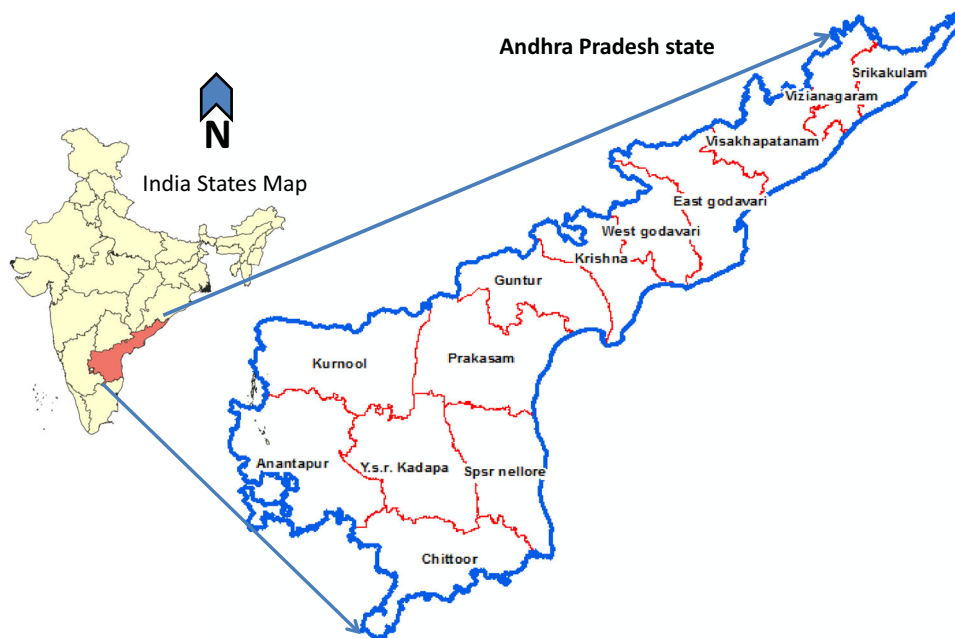 Andhra Pradesh state
N
India States Map
Srikakulam
Vizianagaram
Visakhapatanam
East godavari
West godavari
Krishna
Guntur
Prakasam
Kurnool
Anantapur
Y.s.r. Kadapa
Spsr nellore
Chittoor